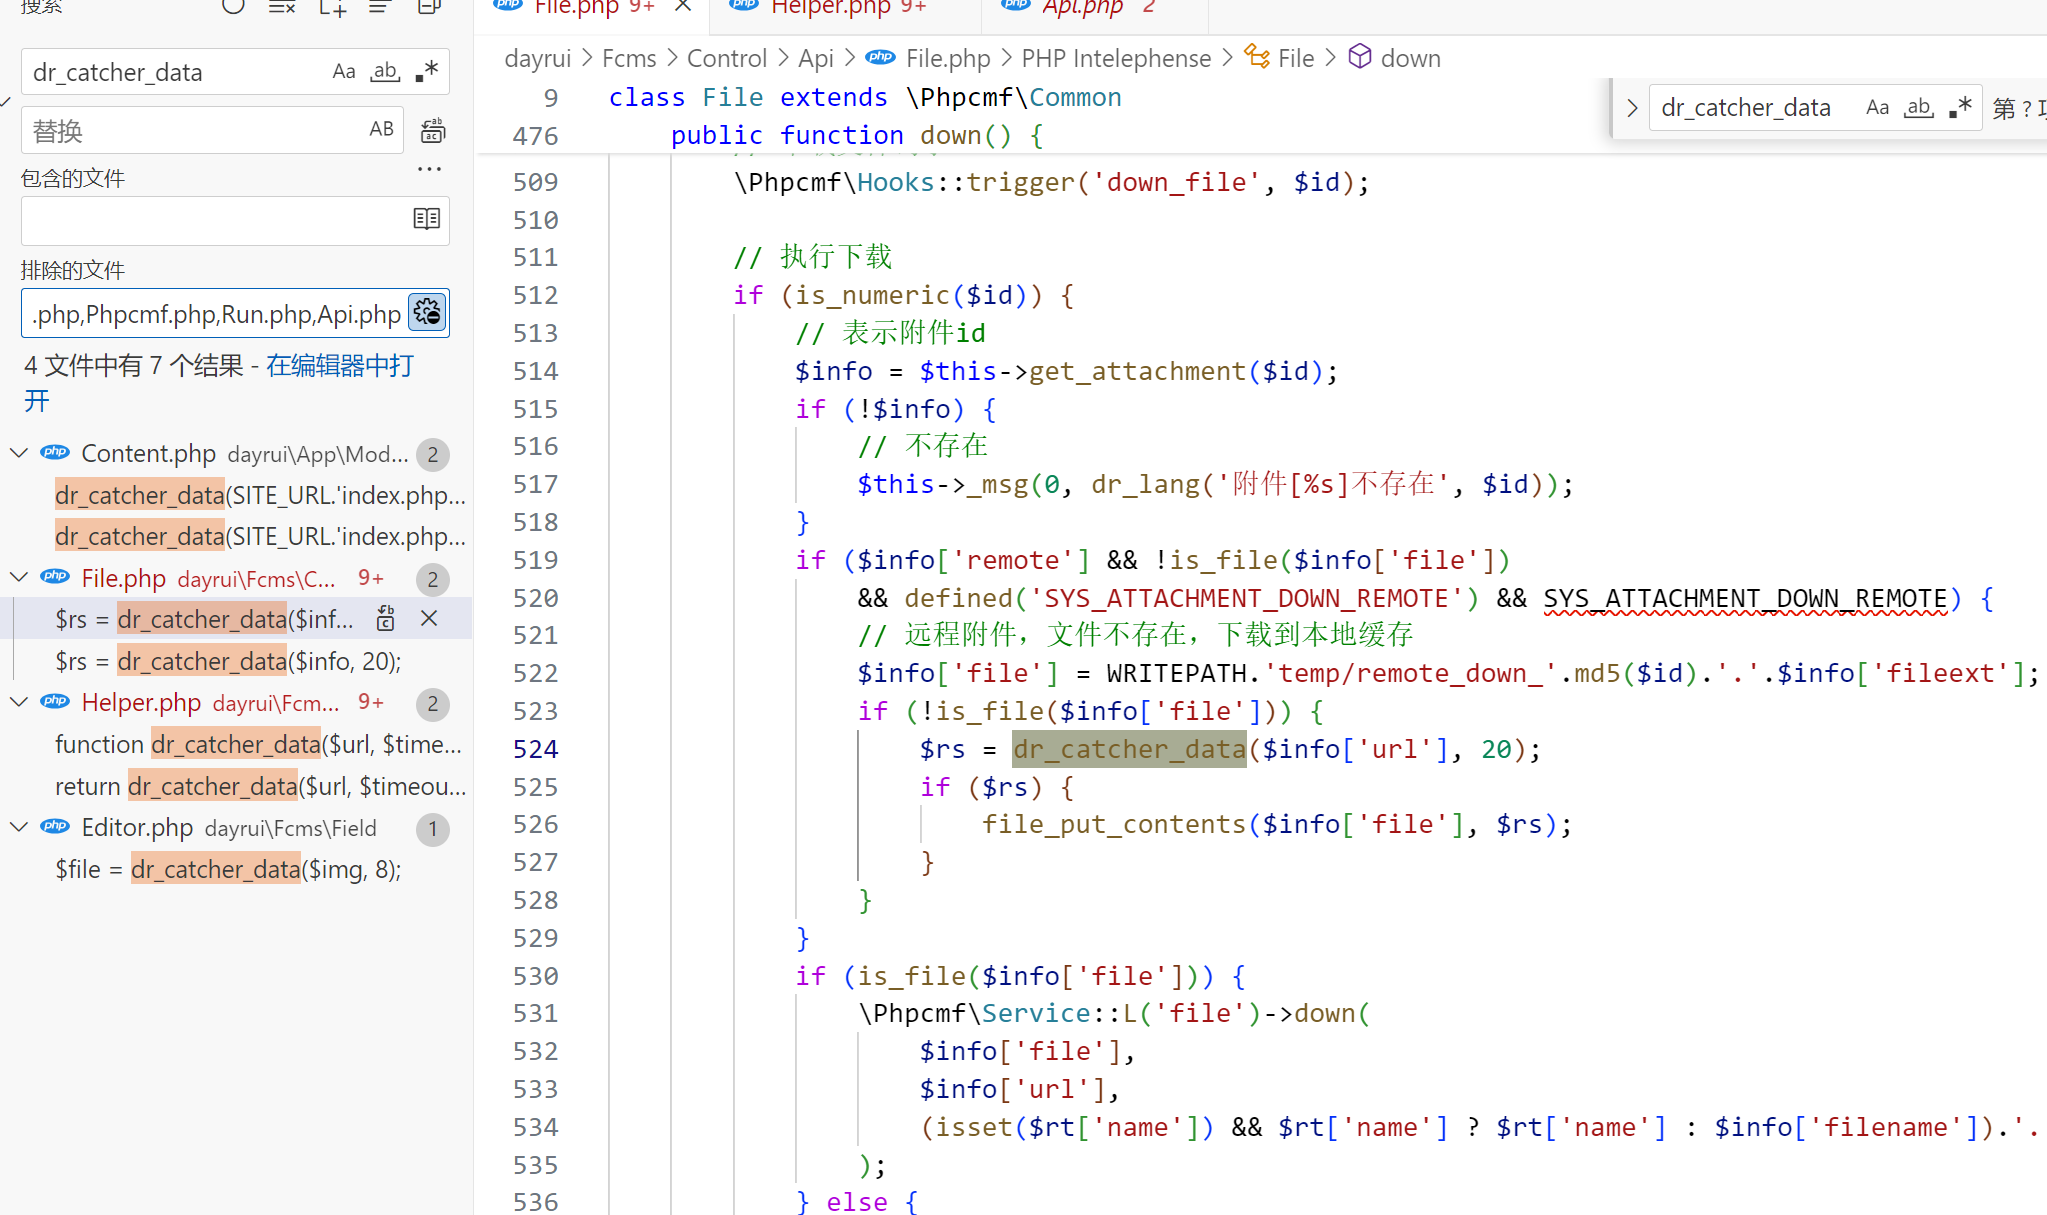 搜索
dr_catcher_data Aa ab .*
替换 AB
包含的文件
排除的文件
.php,Phpcmf.php,Run.php,Api.php
4 文件中有 7 个结果 - 在编辑器中打
开
Content.php dayrui\App\Mod... 2
dr_catcher_data(SITE_URL.'index.php...
dr_catcher_data(SITE_URL.'index.php...
File.php dayrui\Fcms\C... 9+ 2
$rs = dr_catcher_data($inf...
$rs = dr_catcher_data($info, 20);
Helper.php dayrui\Fcm... 9+ 2
function dr_catcher_data($url, $time...
return dr_catcher_data($url, $timeou...
Editor.php dayrui\Fcms\Field 1
$file = dr_catcher_data($img, 8);
php File.php 9+ php Helper.php 9+ php Api.php 2
dayrui > Fcms > Control > Api > php File.php > PHP Intelephense > File > down
dr_catcher_data Aa ab .* 第 ? 项
9 class File extends \Phpcmf\Common
476 public function down() {
509 \Phpcmf\Hooks::trigger('down_file', $id);
510
511 // 执行下载
512 if (is_numeric($id)) {
513 // 表示附件id
514 $info = $this->get_attachment($id);
515 if (!$info) {
516 // 不存在
517 $this->_msg(0, dr_lang('附件[%s]不存在', $id));
518 }
519 if ($info['remote'] && !is_file($info['file'])
520 && defined('SYS_ATTACHMENT_DOWN_REMOTE') && SYS_ATTACHMENT_DOWN_REMOTE) {
521 // 远程附件，文件不存在，下载到本地缓存
522 $info['file'] = WRITEPATH.'temp/remote_down_'.md5($id).'.'.$info['fileext'];
523 if (!is_file($info['file'])) {
524 $rs = dr_catcher_data($info['url'], 20);
525 if ($rs) {
526 file_put_contents($info['file'], $rs);
527 }
528 }
529 }
530 if (is_file($info['file'])) {
531 \Phpcmf\Service::L('file')->down(
532 $info['file'],
533 $info['url'],
534 (isset($rt['name']) && $rt['name'] ? $rt['name'] : $info['filename']).'.
535 );
536 } else {